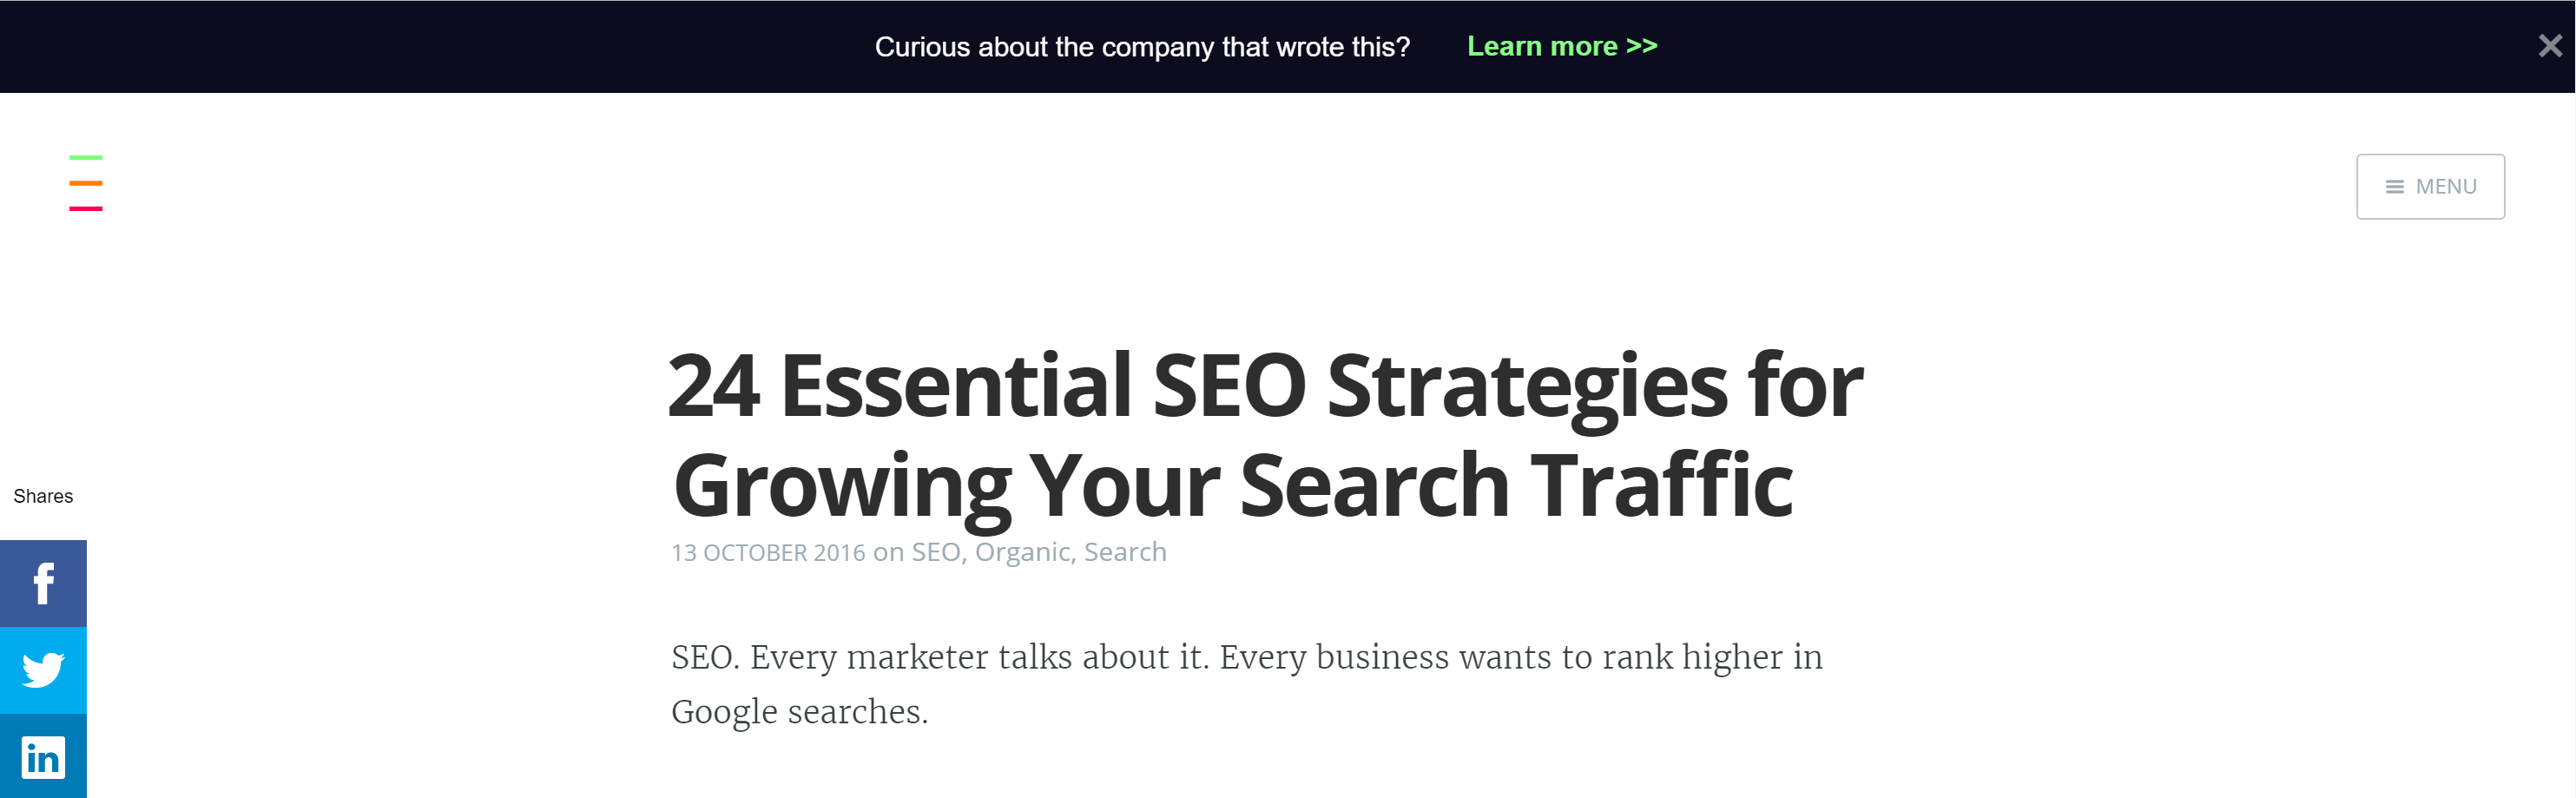 Curious about the company that wrote this? Learn more >>
MENU
24 Essential SEO Strategies for
Growing Your Search Traffic
13 OCTOBER 2016 on SEO, Organic, Search
Shares
SEO. Every marketer talks about it. Every business wants to rank higher in
Google searches.